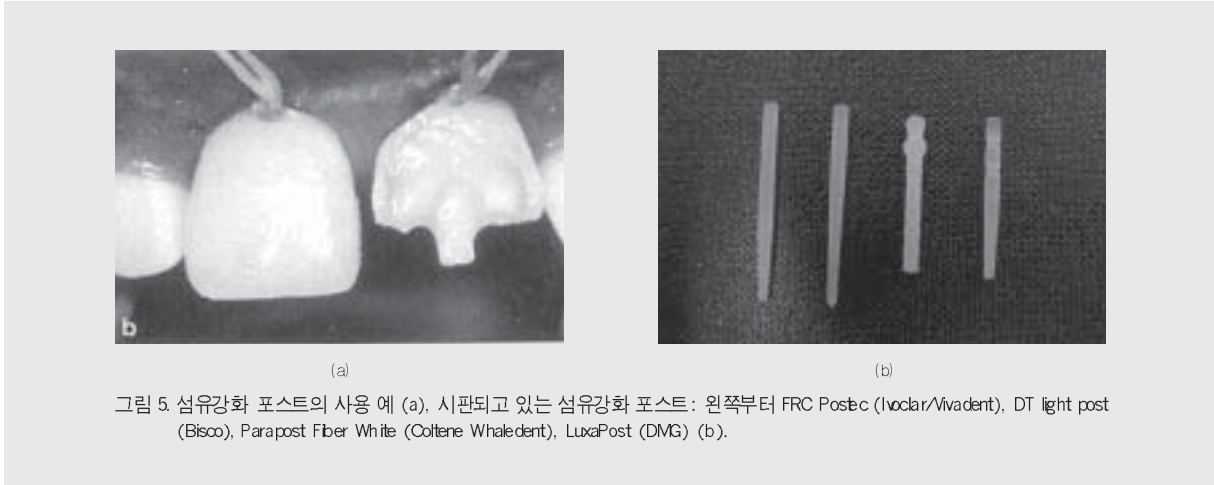 b
(a)
(b)
그림 5. 섬유강화 포스트의 사용 예 (a), 시판되고 있는 섬유강화 포스트: 왼쪽부터 FRC Postec (Ivoclar/Vivadent), DT light post
(Bisco), Parapost Fiber White (Coltene Whaledent), LuxaPost (DMG) (b).